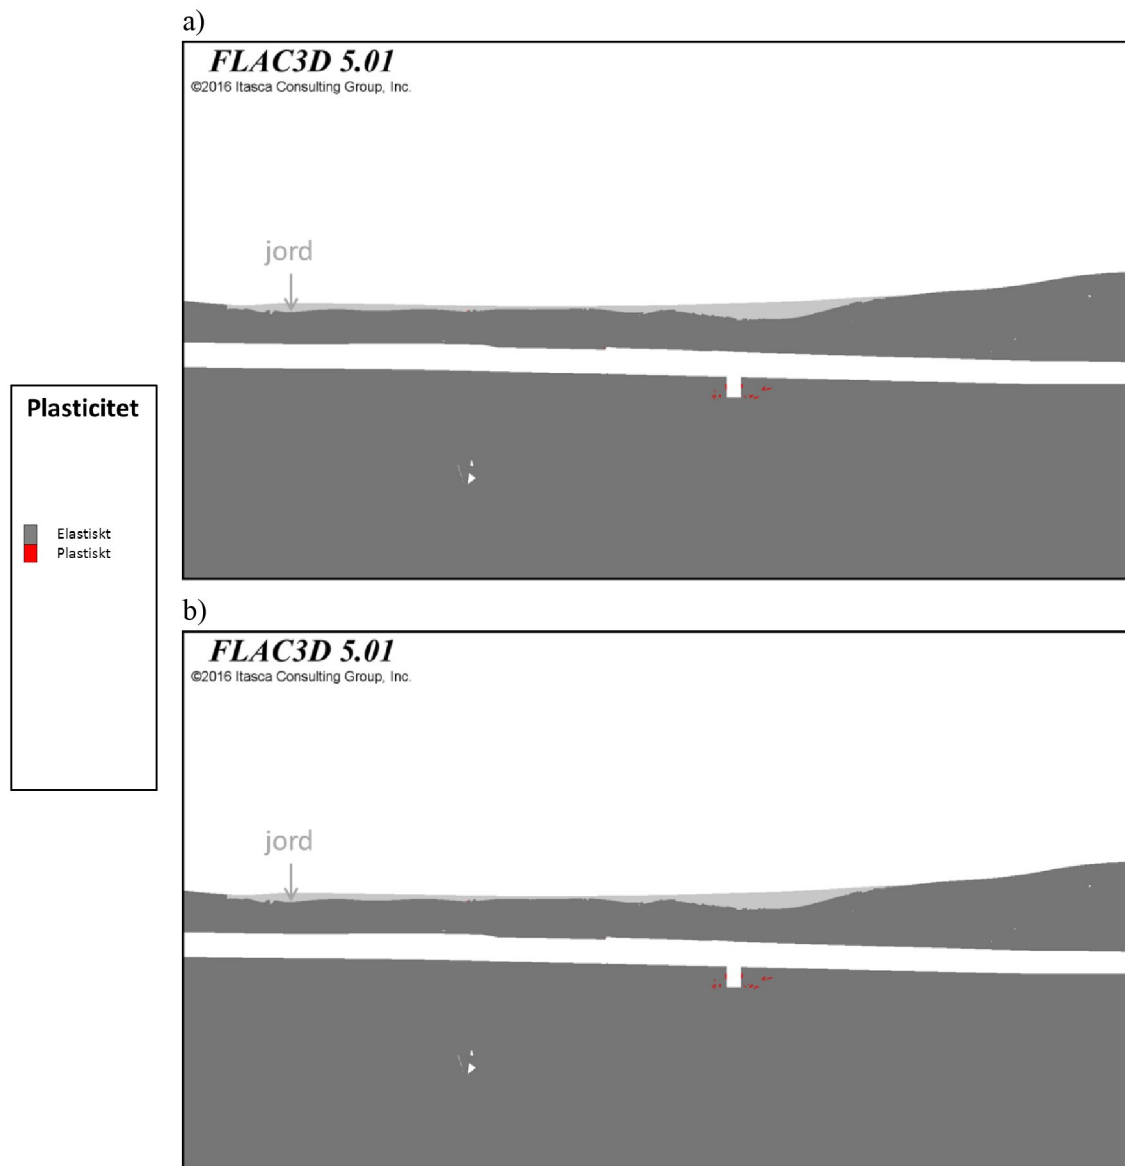 a)
FLAC3D 5.01
©2016 Itasca Consulting Group, Inc.
jord
Plasticitet
Elastiskt
Plastiskt
b)
FLAC3D 5.01
©2016 Itasca Consulting Group, Inc.
jord